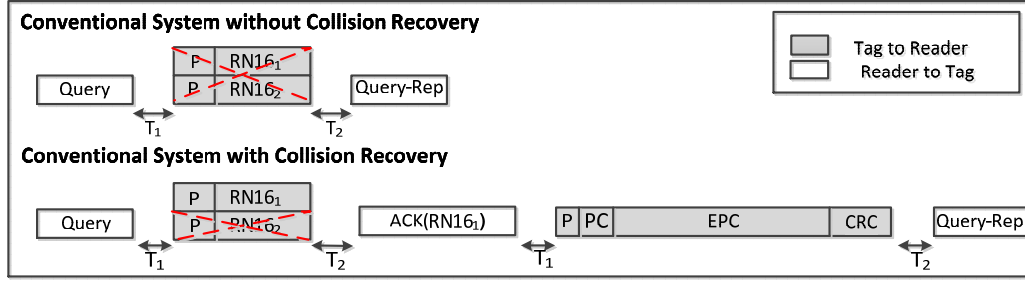 Conventional System without Collision Recovery
Tag to Reader
Reader to Tag
P RN16₁
P RN16₂
Query
Query-Rep
T₁
T₂
Conventional System with Collision Recovery
P RN16₁
P RN16₂
Query
ACK(RN16₁)
P PC EPC CRC
Query-Rep
T₁
T₂
T₁
T₂